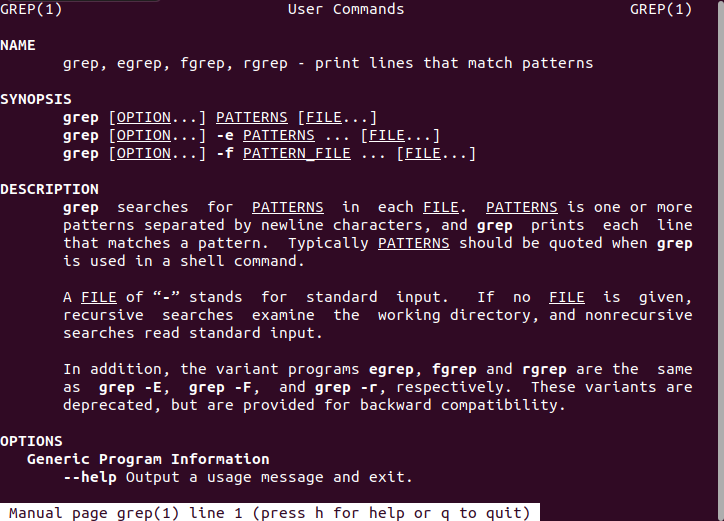 GREP(1) User Commands GREP(1)
NAME
grep, egrep, fgrep, rgrep - print lines that match patterns
SYNOPSIS
grep [OPTION...] PATTERNS [FILE...]
grep [OPTION...] -e PATTERNS ... [FILE...]
grep [OPTION...] -f PATTERN_FILE ... [FILE...]
DESCRIPTION
grep searches for PATTERNS in each FILE. PATTERNS is one or more
patterns separated by newline characters, and grep prints each line
that matches a pattern. Typically PATTERNS should be quoted when grep
is used in a shell command.
A FILE of “-” stands for standard input. If no FILE is given,
recursive searches examine the working directory, and nonrecursive
searches read standard input.
In addition, the variant programs egrep, fgrep and rgrep are the same
as grep -E, grep -F, and grep -r, respectively. These variants are
deprecated, but are provided for backward compatibility.
OPTIONS
Generic Program Information
--help Output a usage message and exit.
Manual page grep(1) line 1 (press h for help or q to quit)